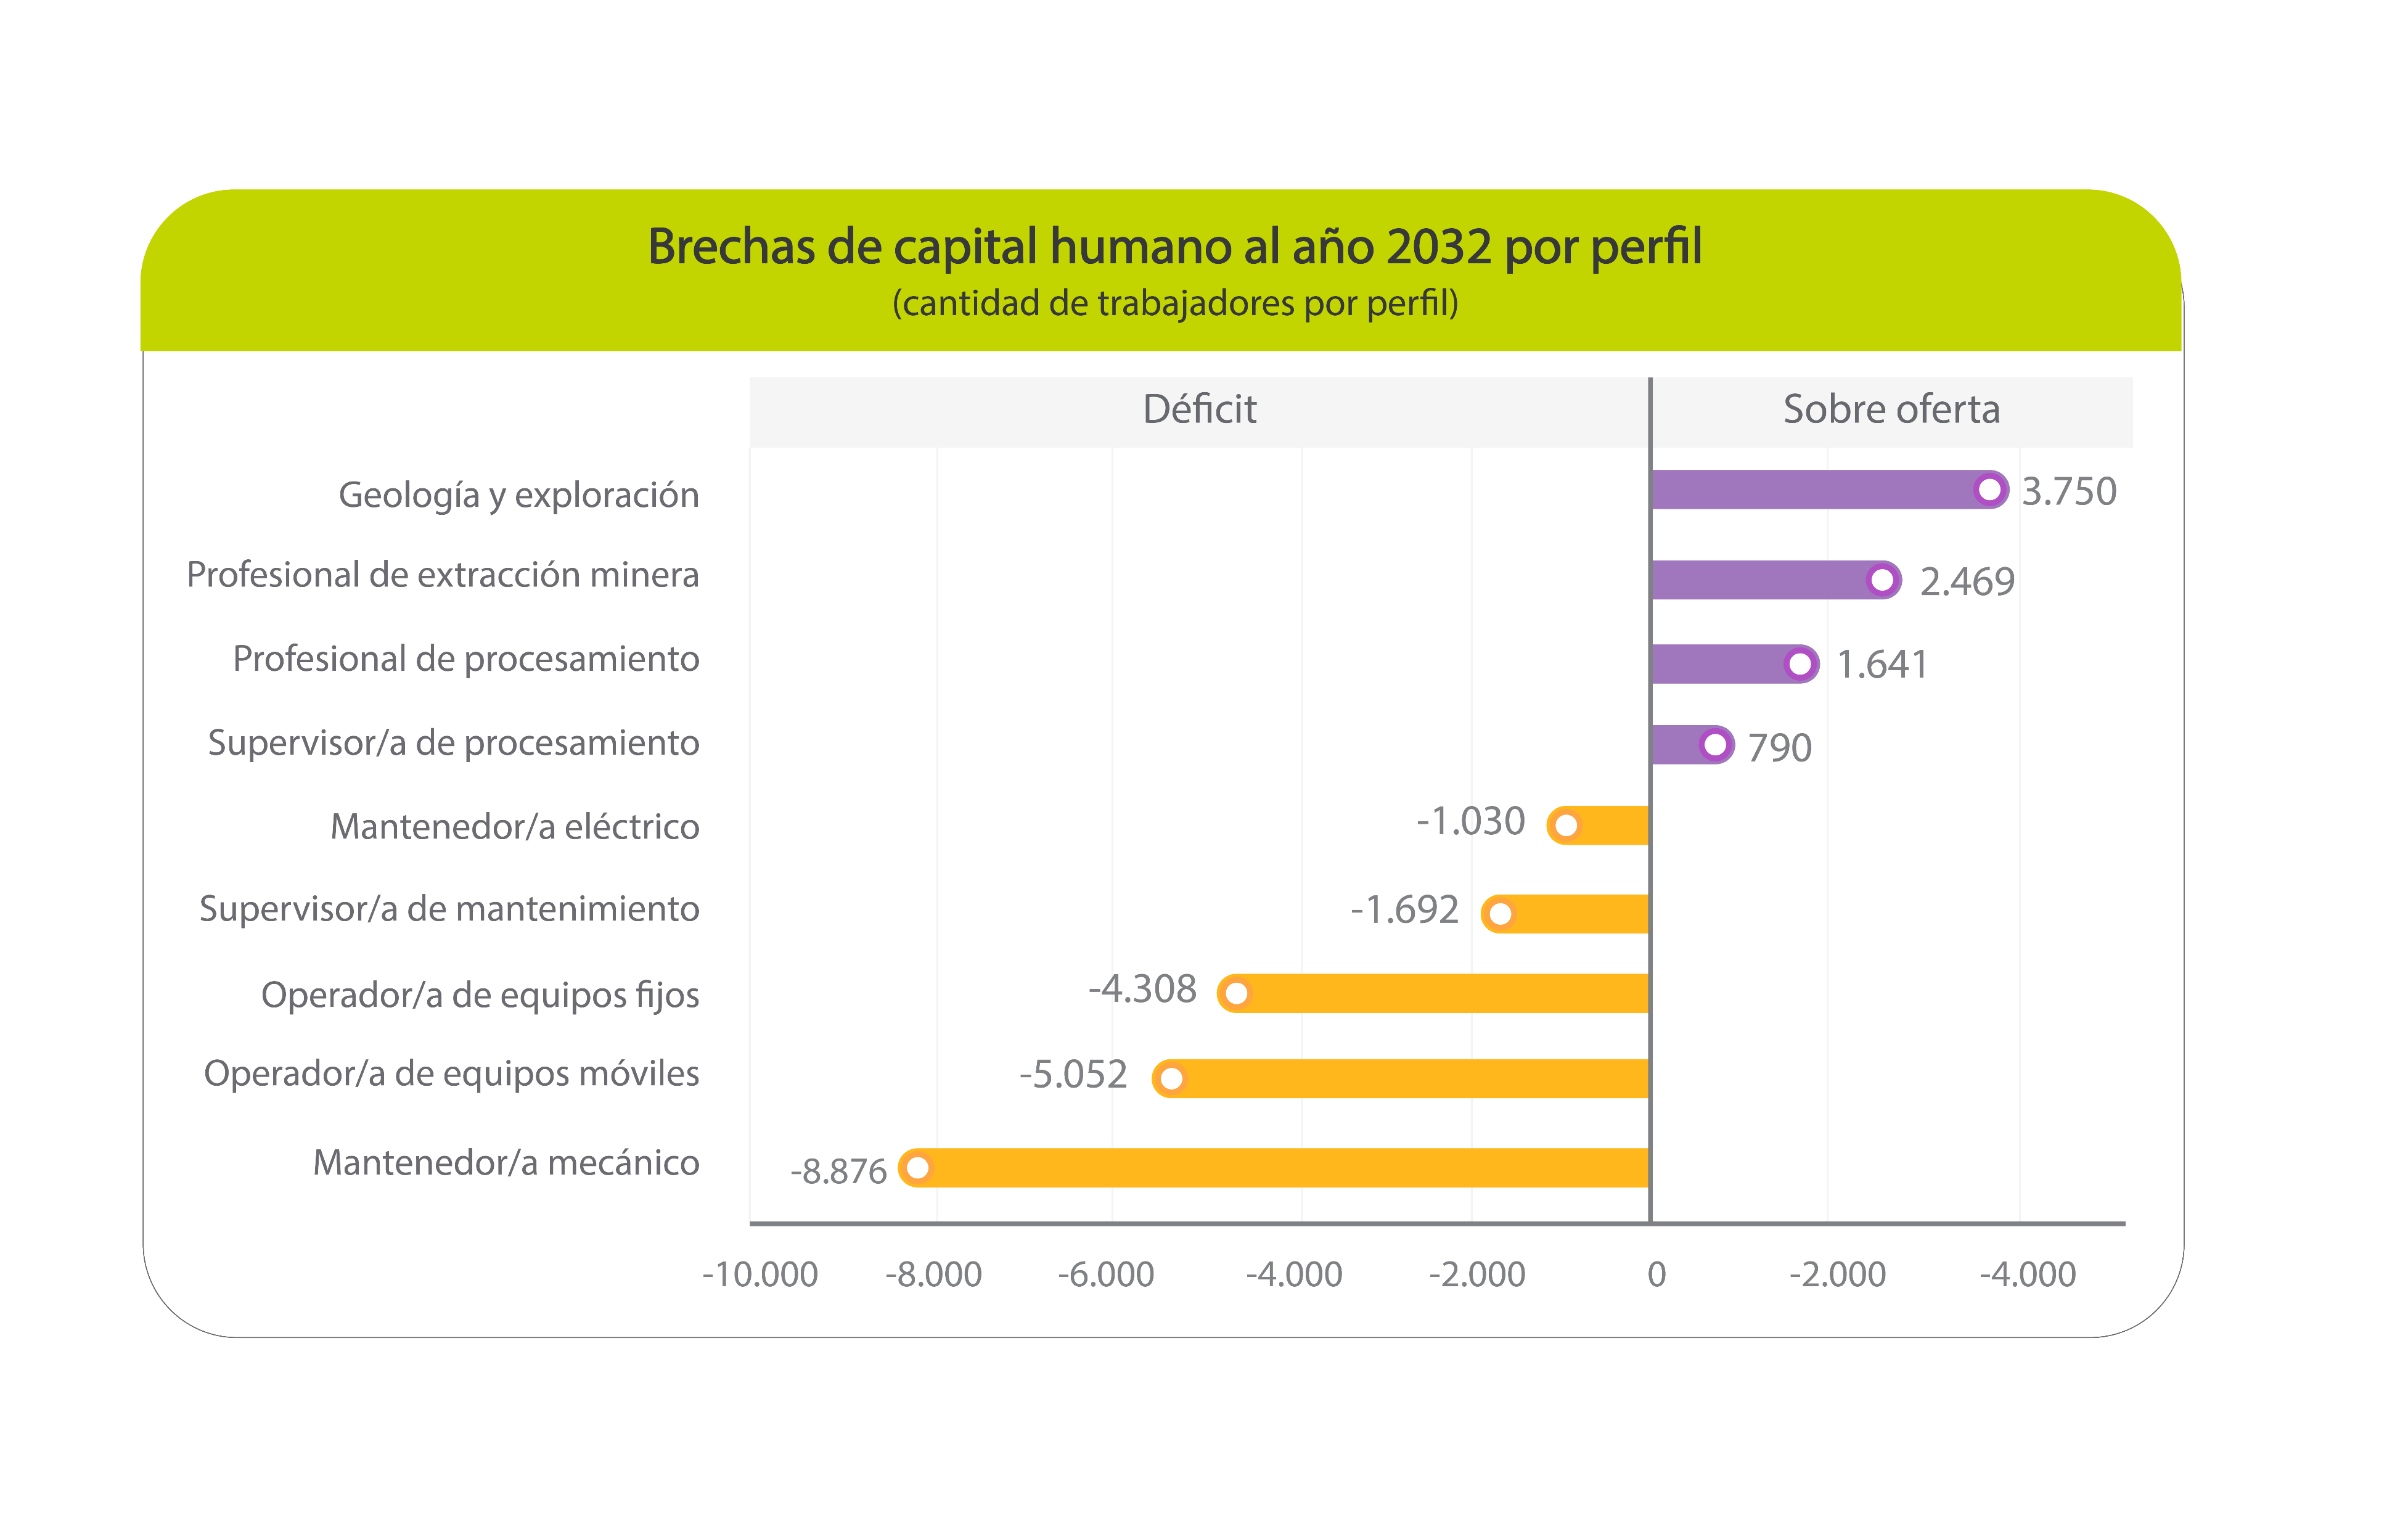 Brechas de capital humano al año 2032 por perfil
(cantidad de trabajadores por perfil)
Déficit
Sobre oferta
Geología y exploración
3.750
Profesional de extracción minera
2.469
Profesional de procesamiento
1.641
Supervisor/a de procesamiento
790
Mantenedor/a eléctrico
-1.030
Supervisor/a de mantenimiento
-1.692
Operador/a de equipos fijos
-4.308
Operador/a de equipos móviles
-5.052
Mantenedor/a mecánico
-8.876
-10.000 -8.000 -6.000 -4.000 -2.000 0 -2.000 -4.000